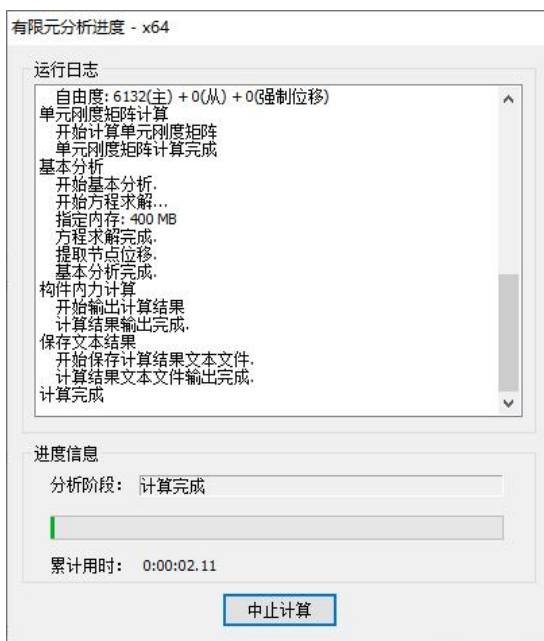 有限元分析进度 - x64
运行日志
自由度: 6132(主) + 0(从) + 0(强制位移)
单元刚度矩阵计算
开始计算单元刚度矩阵
单元刚度矩阵计算完成
基本分析
开始基本分析.
开始方程求解...
指定内存: 400 MB
方程求解完成.
提取节点位移.
基本分析完成.
构件内力计算
开始输出计算结果
计算结果输出完成.
保存文本结果
开始保存计算结果文本文件.
计算结果文本文件输出完成.
计算完成
进度信息
分析阶段: 计算完成
累计用时: 0:00:02.11
中止计算